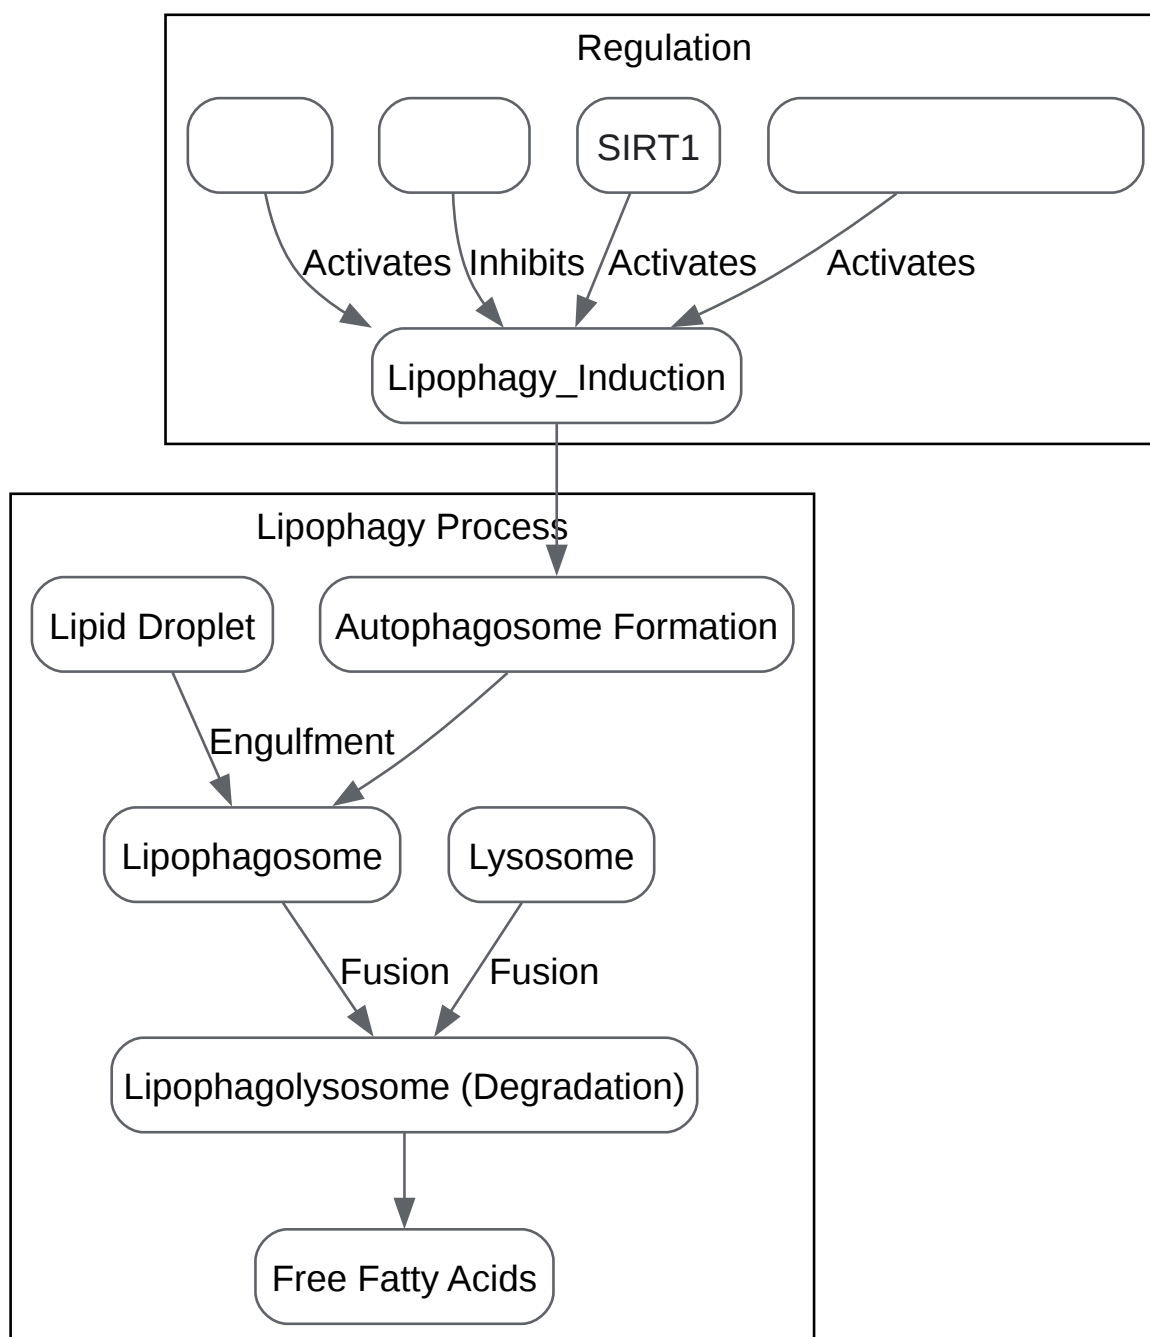 Regulation
SIRT1
Activates
Inhibits
Activates
Activates
Lipophagy_Induction
Lipophagy Process
Lipid Droplet
Autophagosome Formation
Engulfment
Lipophagosome
Lysosome
Fusion
Fusion
Lipophagolysosome (Degradation)
Free Fatty Acids